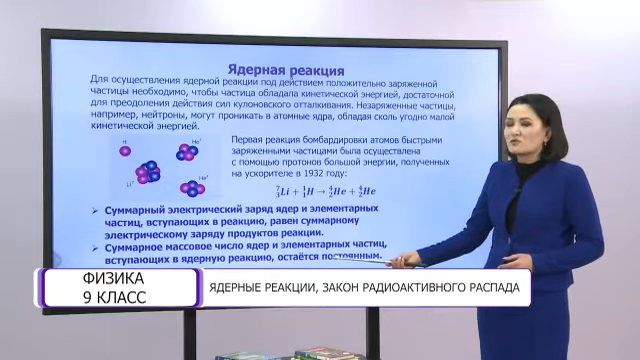 Ядерная реакция
Для осуществления ядерной реакции под действием положительно заряженной
частицы необходимо, чтобы частица обладала кинетической энергией, достаточной
для преодоления действия сил кулоновского отталкивания. Незаряженные частицы,
например, нейтроны, могут проникать в атомные ядра, обладая сколь угодно малой
кинетической энергией.
Первая реакция бомбардировки атомов быстрыми
заряженными частицами была осуществлена
с помощью протонов большой энергии, полученных
на ускорителе в 1932 году:
⁷₃Li + ¹₁H → ⁴₂He + ⁴₂He
Суммарный электрический заряд ядер и элементарных
частиц, вступающих в реакцию, равен суммарному
электрическому заряду продуктов реакции.
Суммарное массовое число ядер и элементарных частиц,
вступающих в ядерную реакцию, остаётся постоянным.
ФИЗИКА
9 КЛАСС
ЯДЕРНЫЕ РЕАКЦИИ, ЗАКОН РАДИОАКТИВНОГО РАСПАДА